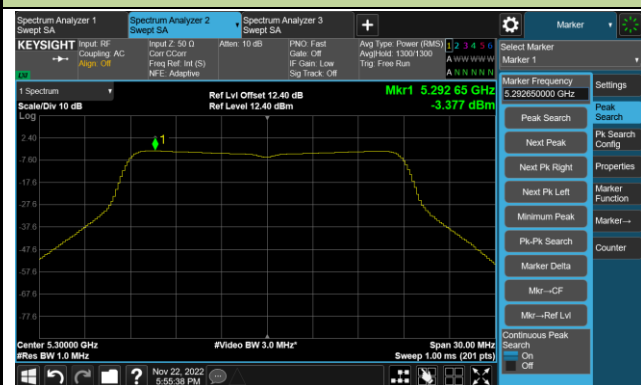 Spectrum Analyzer 1
Swept SA
Spectrum Analyzer 2
Swept SA
Spectrum Analyzer 3
Swept SA
+
Marker
KEYSIGHT
Input: RF
Coupling: AC
Align: Off
Input Z: 50 Ω
Corr CCorr
Freq Ref: Int (S)
NFE: Adaptive
Atten: 10 dB
PNO: Fast
Gate: Off
IF Gain: Low
Sig Track: Off
Avg Type: Power (RMS)
Avg|Hold: 1300/1300
Trig: Free Run
1 2 3 4 5 6
A W W W W W
A N N N N N
Select Marker
Marker 1
LXI
1 Spectrum
Scale/Div 10 dB
Log
Ref Lvl Offset 12.40 dB
Ref Level 12.40 dBm
Mkr1 5.292 65 GHz
-3.377 dBm
1
2.40
-7.60
-17.6
-27.6
-37.6
-47.6
-57.6
-67.6
-77.6
Center 5.30000 GHz
#Res BW 1.0 MHz
#Video BW 3.0 MHz*
Span 30.00 MHz
Sweep 1.00 ms (201 pts)
Marker Frequency
5.292650000 GHz
Peak Search
Next Peak
Next Pk Right
Next Pk Left
Minimum Peak
Pk-Pk Search
Marker Delta
Mkr→CF
Mkr→Ref Lvl
Continuous Peak
Search
On
Off
Settings
Peak
Search
Pk Search
Config
Properties
Marker
Function
Marker→
Counter
?
Nov 22, 2022
5:55:38 PM